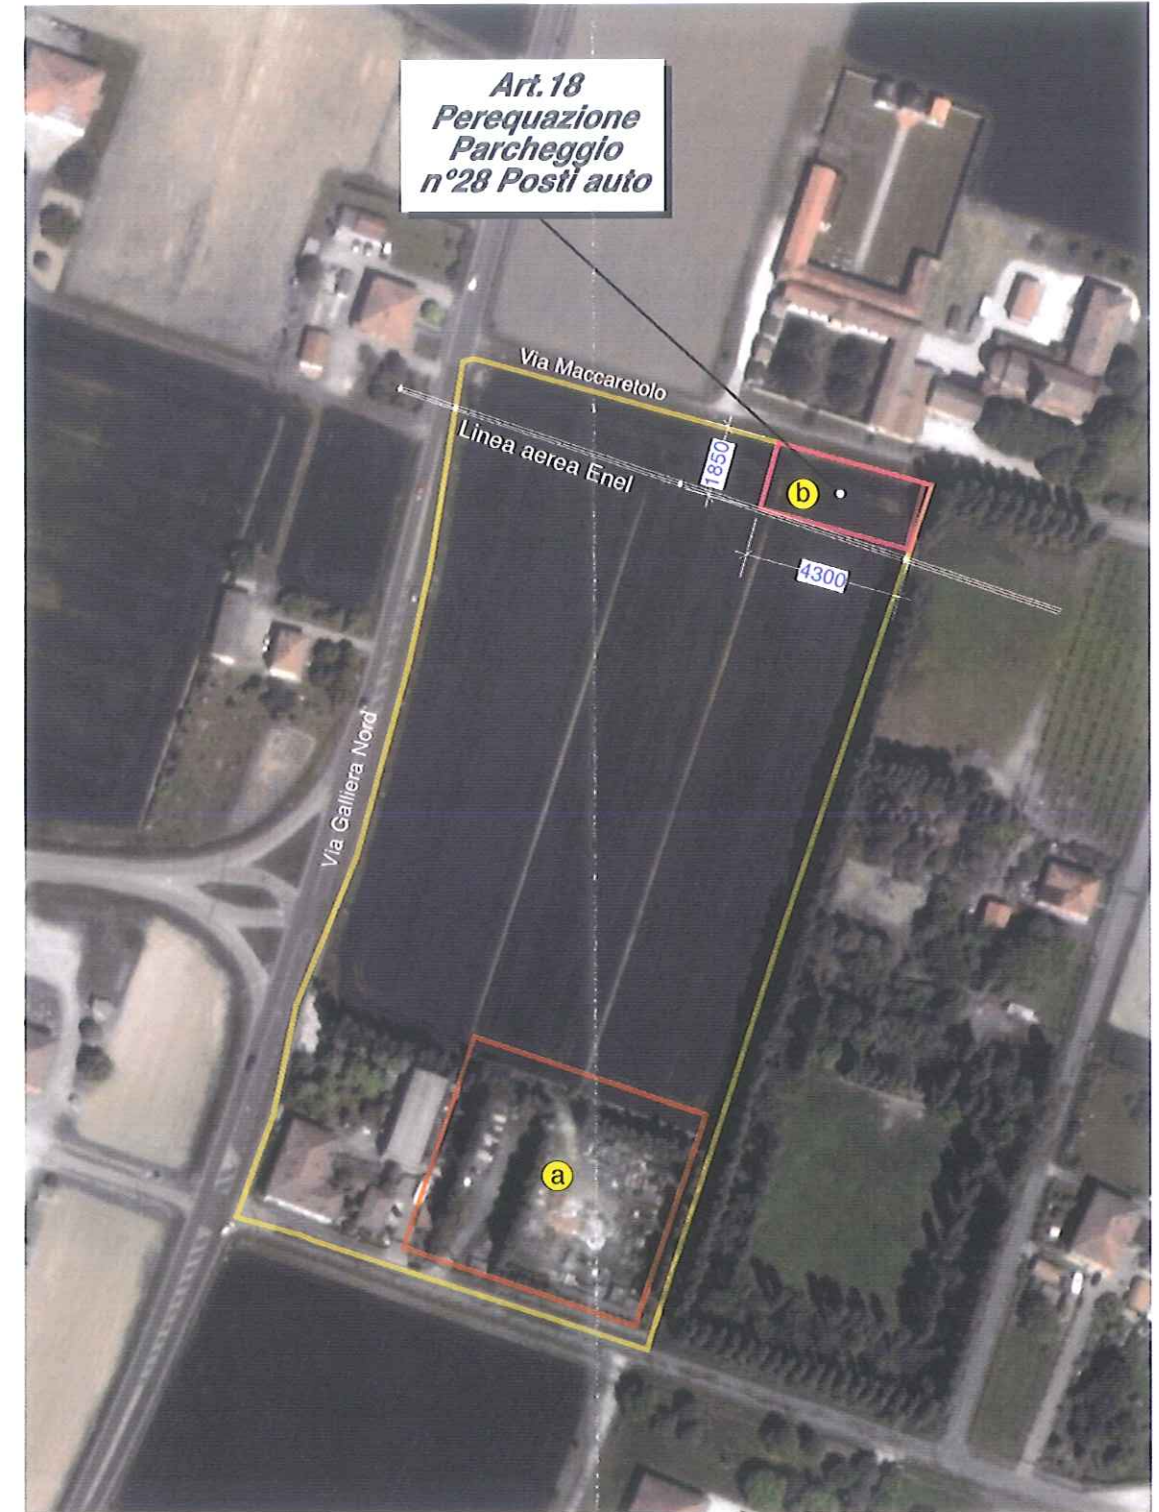 Art.18
Perequazione
Parcheggio
n°28 Posti auto
Via Maccaretolo
Linea aerea Enel
1850
b
4300
Via Galliera Nord
a